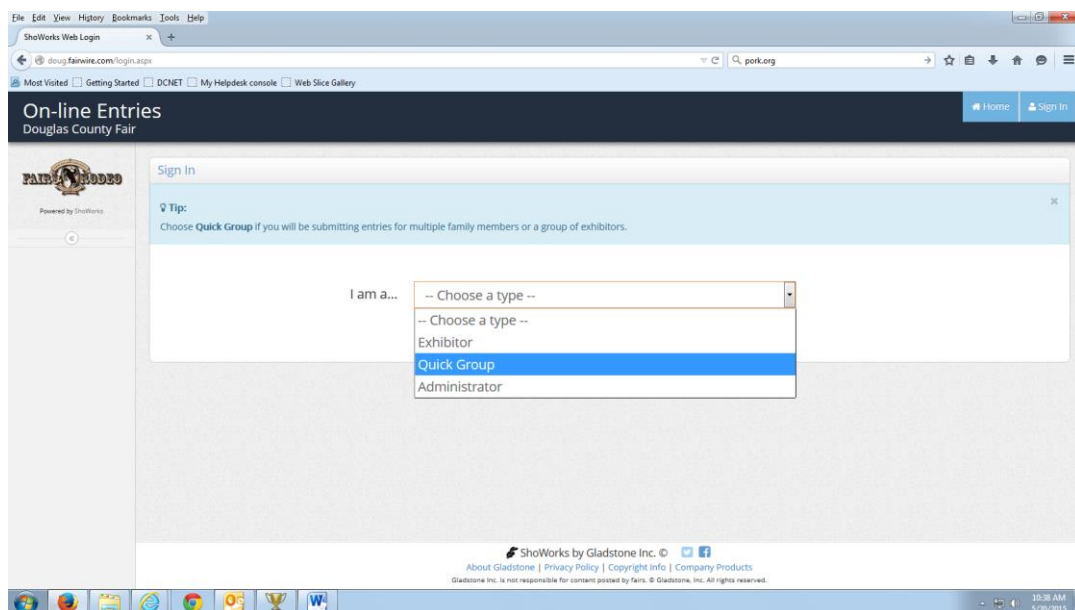 File Edit View History Bookmarks Tools Help
ShoWorks Web Login × +
doug.fairwire.com/login.aspx pork.org
Most Visited Getting Started DCNET My Helpdesk console Web Slice Gallery
On-line Entries
Douglas County Fair
Home Sign In
FAIR & RODEO
Powered by ShoWorks
Sign In
Tip:
Choose Quick Group if you will be submitting entries for multiple family members or a group of exhibitors.
I am a... -- Choose a type --
-- Choose a type --
Exhibitor
Quick Group
Administrator
ShoWorks by Gladstone Inc. ©
About Gladstone | Privacy Policy | Copyright Info | Company Products
Gladstone Inc. is not responsible for content posted by fairs. © Gladstone, Inc. All rights reserved.
10:38 AM
5/20/2015